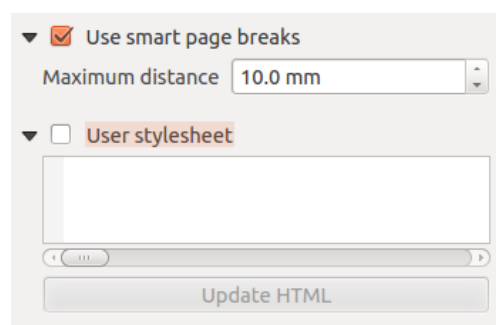 Use smart page breaks
Maximum distance 10.0 mm
User stylesheet
Update HTML